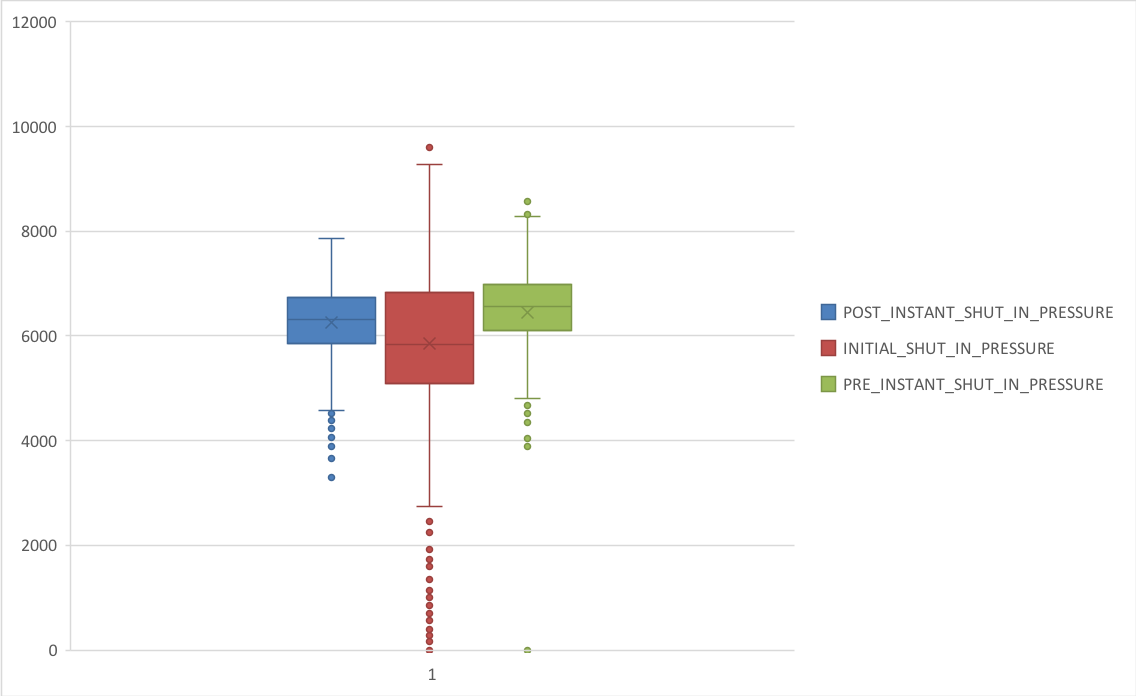 12000
10000
8000
6000
4000
2000
0
1
POST_INSTANT_SHUT_IN_PRESSURE
INITIAL_SHUT_IN_PRESSURE
PRE_INSTANT_SHUT_IN_PRESSURE